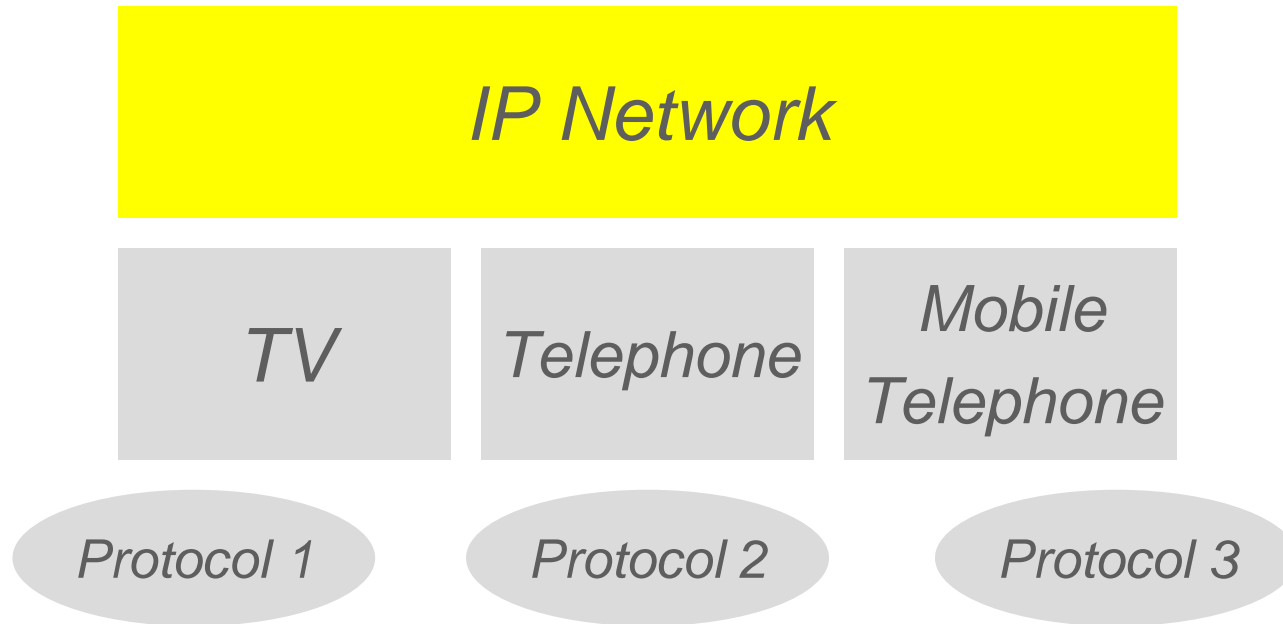 IP Network
TV
Telephone
Mobile
Telephone
Protocol 1
Protocol 2
Protocol 3